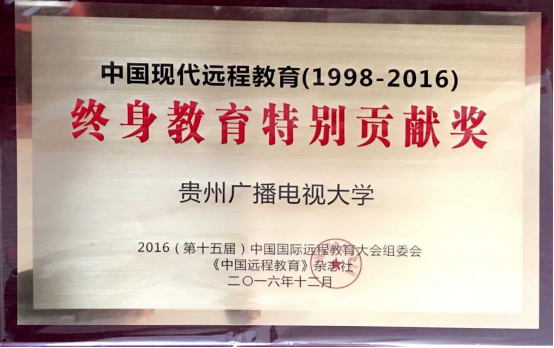 中国现代远程教育(1998-2016)
终身教育特别贡献奖
贵州广播电视大学
2016(第十五届)中国国际远程教育大会组委会
《中国远程教育》杂志社
二〇一六年十二月